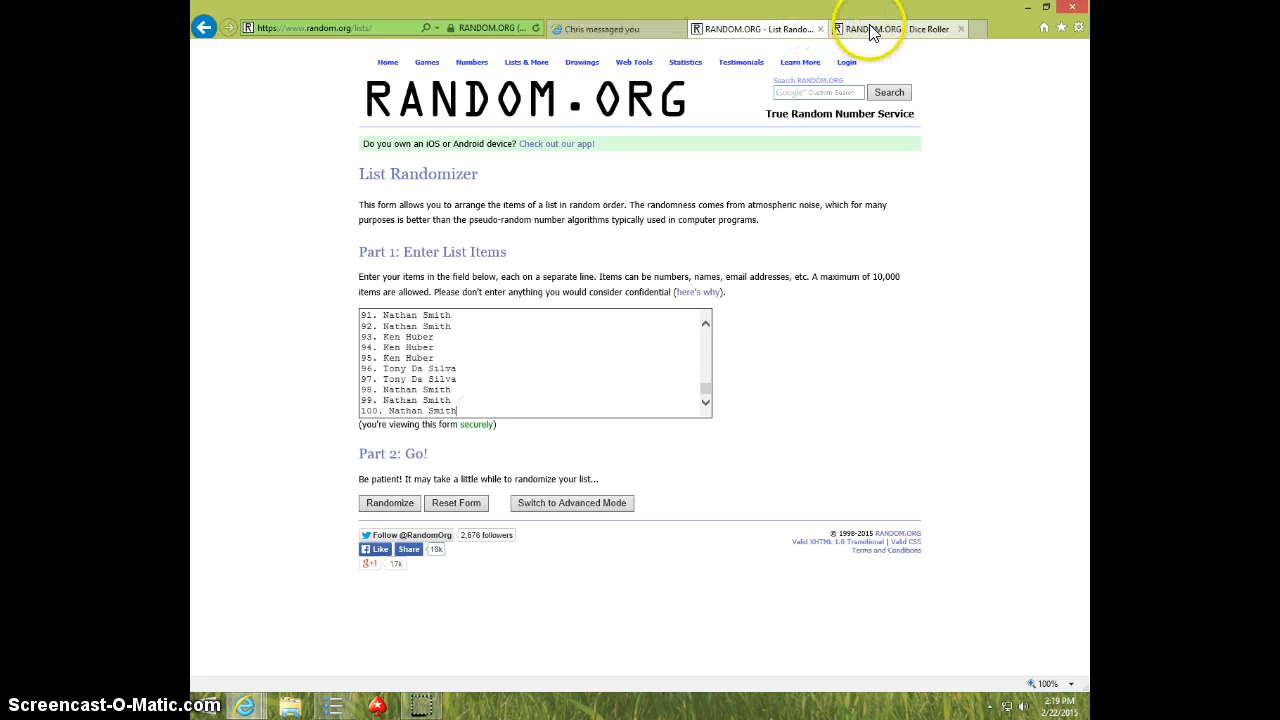 https://www.random.org/lists/
RANDOM.ORG (...
Chris messaged you
RANDOM.ORG - List Rando...
RANDOM.ORG - Dice Roller
Home Games Numbers Lists & More Drawings Web Tools Statistics Testimonials Learn More Login
RANDOM.ORG
Search RANDOM.ORG
Google™ Custom Search
Search
True Random Number Service
Do you own an iOS or Android device? Check out our app!
List Randomizer
This form allows you to arrange the items of a list in random order. The randomness comes from atmospheric noise, which for many
purposes is better than the pseudo-random number algorithms typically used in computer programs.
Part 1: Enter List Items
Enter your items in the field below, each on a separate line. Items can be numbers, names, email addresses, etc. A maximum of 10,000
items are allowed. Please don't enter anything you would consider confidential (here's why).
91. Nathan Smith
92. Nathan Smith
93. Ken Huber
94. Ken Huber
95. Ken Huber
96. Tony Da Silva
97. Tony Da Silva
98. Nathan Smith
99. Nathan Smith
100. Nathan Smith
(you're viewing this form securely)
Part 2: Go!
Be patient! It may take a little while to randomize your list...
Randomize Reset Form Switch to Advanced Mode
Follow @RandomOrg 2,676 followers
Like Share 18k
g+1 17k
© 1998-2015 RANDOM.ORG
Valid XHTML 1.0 Transitional | Valid CSS
Terms and Conditions
100%
2:19 PM
2/22/2015
Screencast-O-Matic.com